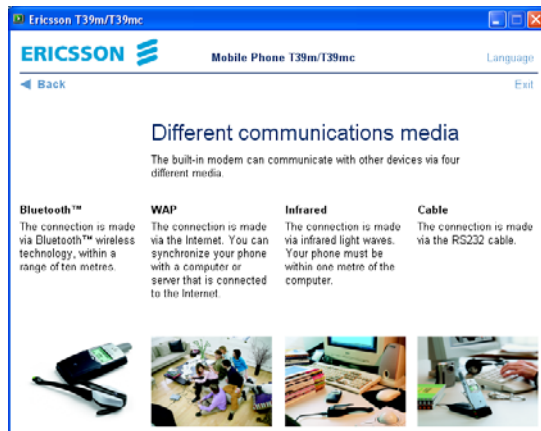 Ericsson T39m/T39mc
ERICSSON
Mobile Phone T39m/T39mc
Language
Back
Exit
Different communications media
The built-in modem can communicate with other devices via four
different media.
Bluetooth™
The connection is made
via Bluetooth™ wireless
technology, within a
range of ten metres.
WAP
The connection is made
via the Internet. You can
synchronize your phone
with a computer or
server that is connected
to the Internet.
Infrared
The connection is made
via infrared light waves.
Your phone must be
within one metre of the
computer.
Cable
The connection is made
via the RS232 cable.